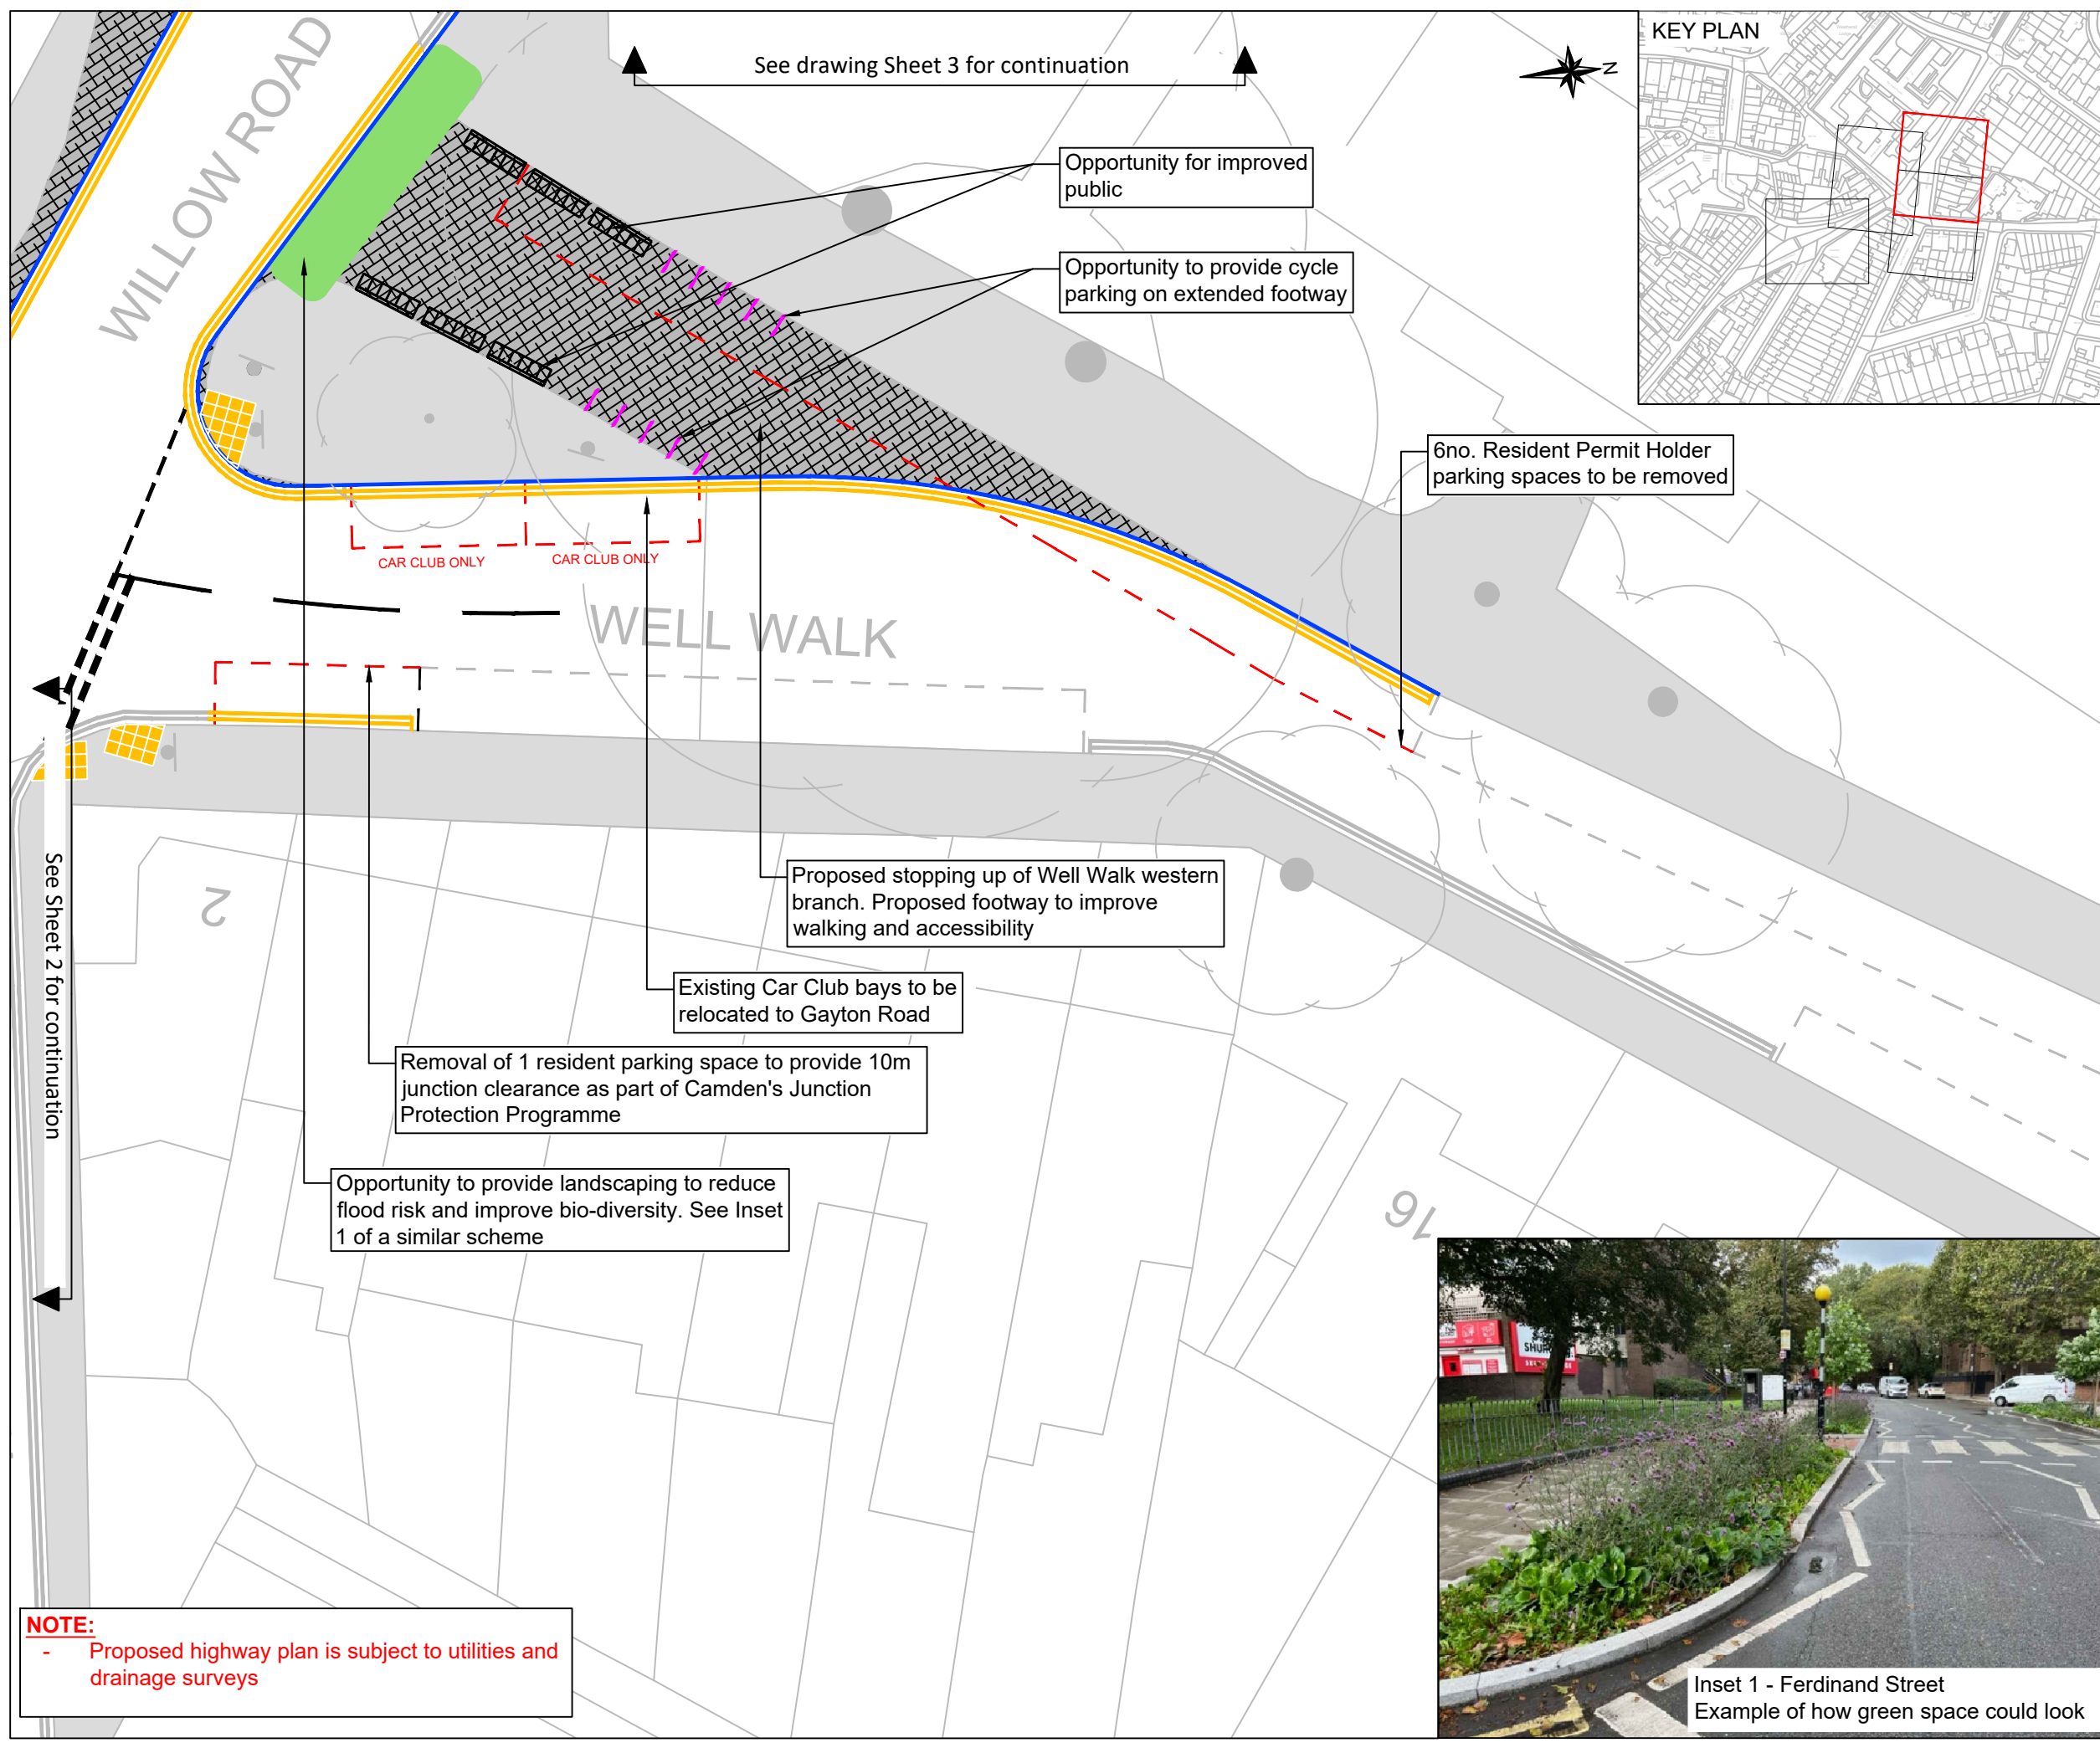 See drawing Sheet 3 for continuation
N
KEY PLAN
WILLOW ROAD
Opportunity for improved
public
Opportunity to provide cycle
parking on extended footway
6no. Resident Permit Holder
parking spaces to be removed
CAR CLUB ONLY
CAR CLUB ONLY
WELL WALK
See Sheet 2 for continuation
2
Proposed stopping up of Well Walk western
branch. Proposed footway to improve
walking and accessibility
Existing Car Club bays to be
relocated to Gayton Road
Removal of 1 resident parking space to provide 10m
junction clearance as part of Camden's Junction
Protection Programme
Opportunity to provide landscaping to reduce
flood risk and improve bio-diversity. See Inset
1 of a similar scheme
16
NOTE:
- Proposed highway plan is subject to utilities and
drainage surveys
Inset 1 - Ferdinand Street
Example of how green space could look